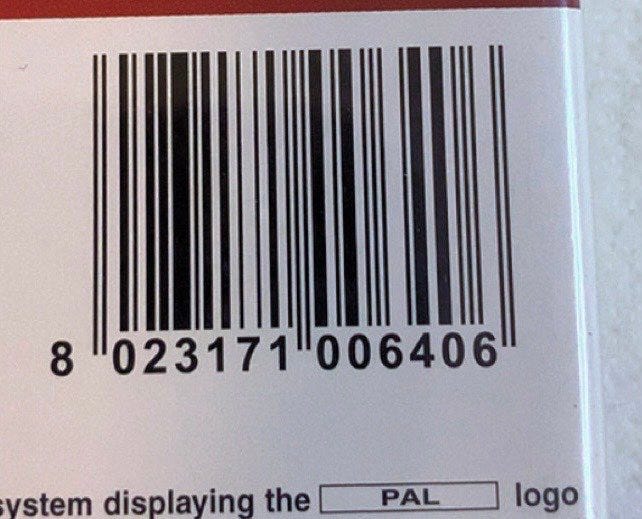 8 023171 006406
system displaying the PAL logo